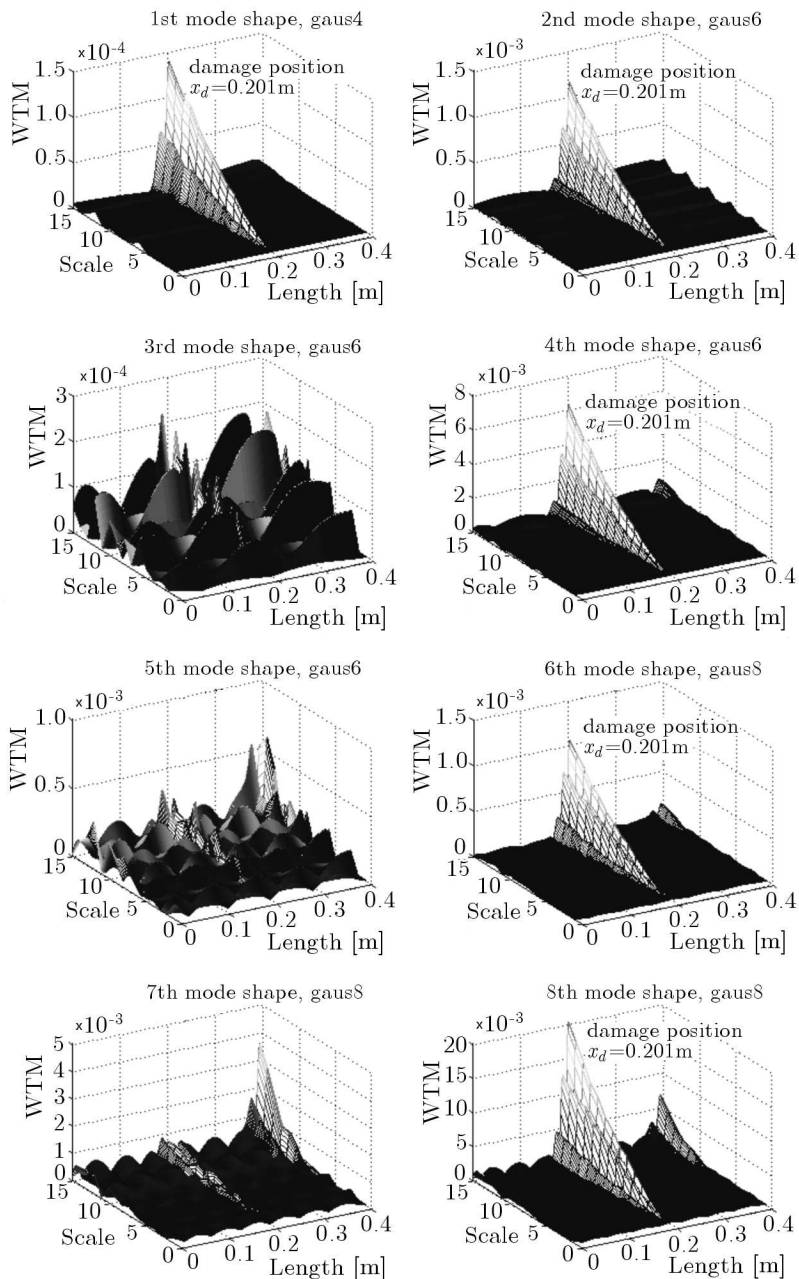 1st mode shape, gaus4
×10-4
damage position
xd=0.201m
WTM
1.5
1.0
0.5
0
15
10
5
0
Scale
0
0.1
0.2
0.3
0.4
Length [m]
2nd mode shape, gaus6
×10-3
damage position
xd=0.201m
WTM
1.5
1.0
0.5
0
15
10
5
0
Scale
0
0.1
0.2
0.3
0.4
Length [m]
3rd mode shape, gaus6
×10-4
WTM
3
2
1
0
15
10
5
0
Scale
0
0.1
0.2
0.3
0.4
Length [m]
4th mode shape, gaus6
×10-3
damage position
xd=0.201m
WTM
8
6
4
2
0
15
10
5
0
Scale
0
0.1
0.2
0.3
0.4
Length [m]
5th mode shape, gaus6
×10-3
WTM
1.0
0.5
0
15
10
5
0
Scale
0
0.1
0.2
0.3
0.4
Length [m]
6th mode shape, gaus8
×10-3
damage position
xd=0.201m
WTM
1.5
1.0
0.5
0
15
10
5
0
Scale
0
0.1
0.2
0.3
0.4
Length [m]
7th mode shape, gaus8
×10-3
WTM
5
4
3
2
1
0
15
10
5
0
Scale
0
0.1
0.2
0.3
0.4
Length [m]
8th mode shape, gaus8
×10-3
damage position
xd=0.201m
WTM
20
15
10
5
0
15
10
5
0
Scale
0
0.1
0.2
0.3
0.4
Length [m]